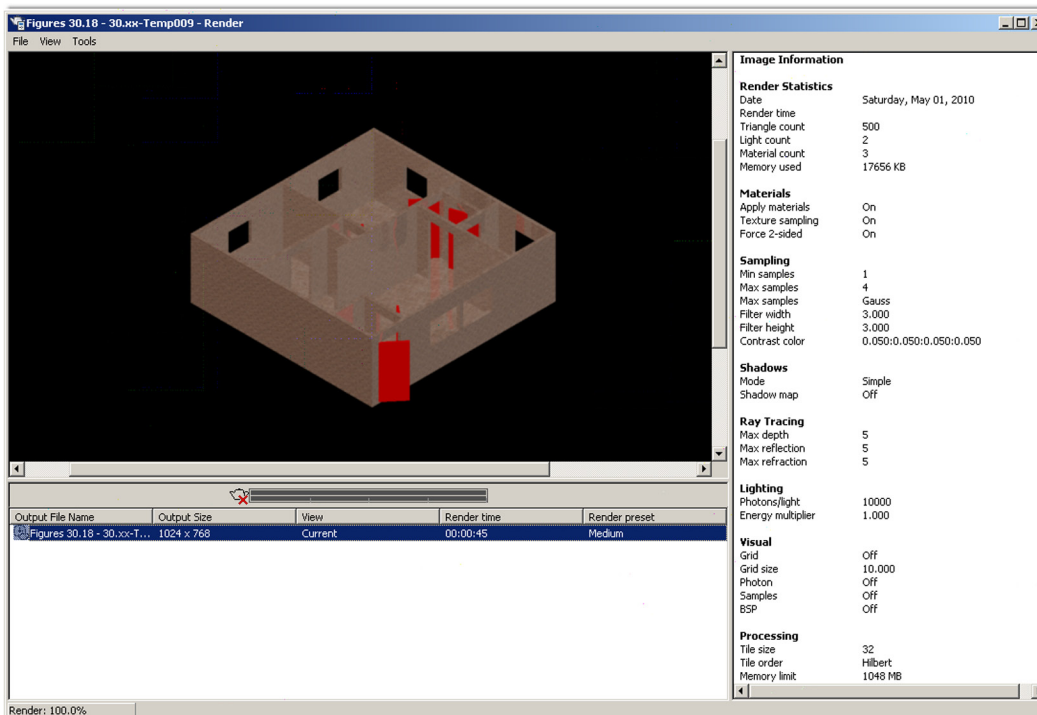 Figures 30.18 - 30.xx-Temp009 - Render
File View Tools
Output File Name Output Size View Render time Render preset
Figures 30.18 - 30.xx-T... 1024 x 768 Current 00:00:45 Medium
Render: 100.0%
Image Information
Render Statistics
Date Saturday, May 01, 2010
Render time
Triangle count 500
Light count 2
Material count 3
Memory used 17656 KB
Materials
Apply materials On
Texture sampling On
Force 2-sided On
Sampling
Min samples 1
Max samples 4
Max samples Gauss
Filter width 3.000
Filter height 3.000
Contrast color 0.050:0.050:0.050:0.050
Shadows
Mode Simple
Shadow map Off
Ray Tracing
Max depth 5
Max reflection 5
Max refraction 5
Lighting
Photons/light 10000
Energy multiplier 1.000
Visual
Grid Off
Grid size 10.000
Photon Off
Samples Off
BSP Off
Processing
Tile size 32
Tile order Hilbert
Memory limit 1048 MB